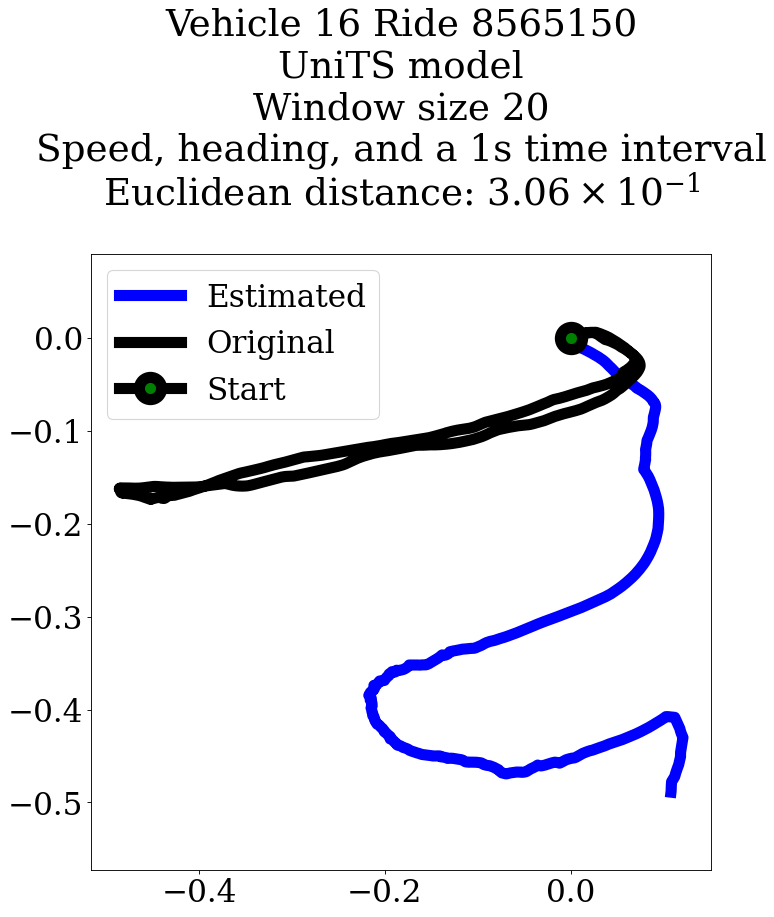 Vehicle 16 Ride 8565150
UniTS model
Window size 20
Speed, heading, and a 1s time interval
Euclidean distance: 3.06 × 10⁻¹
Estimated
Original
Start
0.0
−0.1
−0.2
−0.3
−0.4
−0.5
−0.4 −0.2 0.0